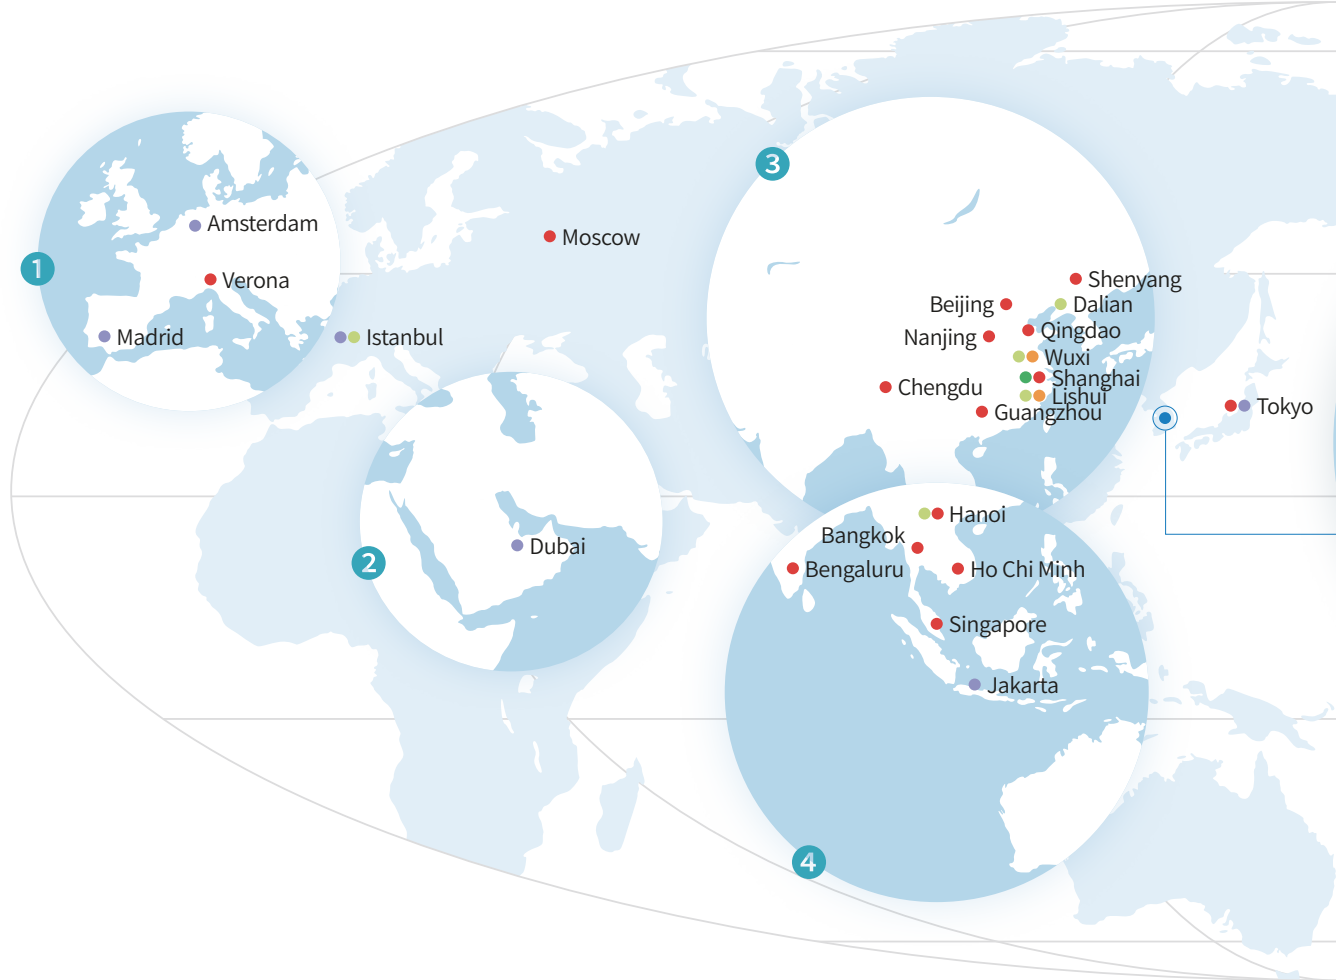 1
Amsterdam
Verona
Madrid
Istanbul
Moscow
2
Dubai
3
Shenyang
Beijing
Dalian
Qingdao
Nanjing
Wuxi
Shanghai
Chengdu
Lishui
Guangzhou
Tokyo
Hanoi
Bangkok
Bengaluru
Ho Chi Minh
Singapore
Jakarta
4